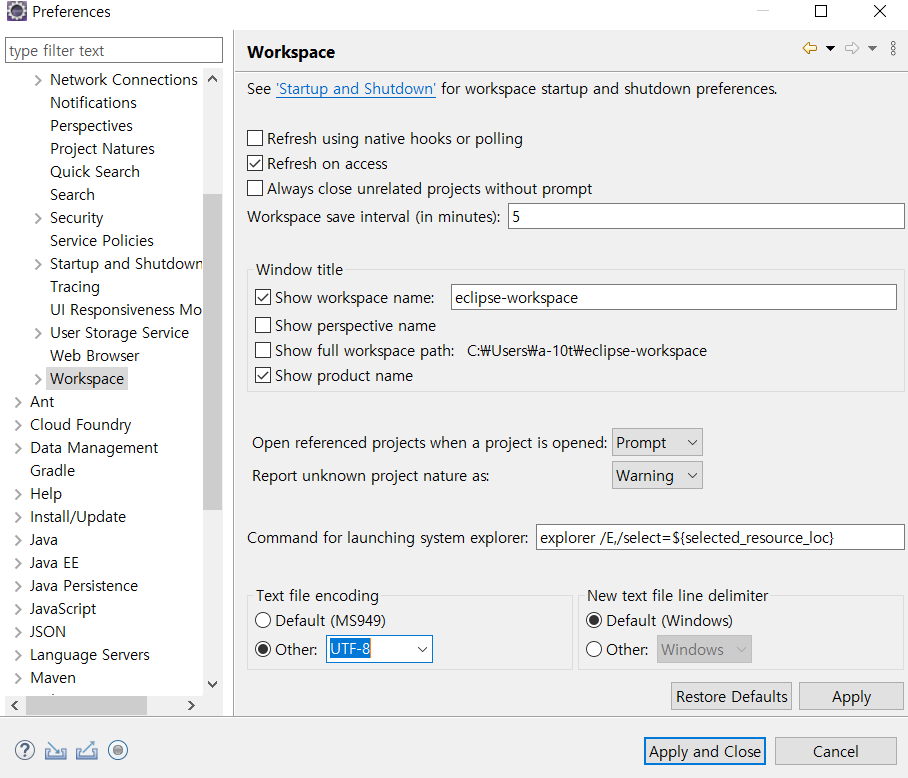 Preferences
type filter text
Network Connections
Notifications
Perspectives
Project Natures
Quick Search
Search
Security
Service Policies
Startup and Shutdown
Tracing
UI Responsiveness Mo
User Storage Service
Web Browser
Workspace
Ant
Cloud Foundry
Data Management
Gradle
Help
Install/Update
Java
Java EE
Java Persistence
JavaScript
JSON
Language Servers
Maven
Workspace
See 'Startup and Shutdown' for workspace startup and shutdown preferences.
Refresh using native hooks or polling
Refresh on access
Always close unrelated projects without prompt
Workspace save interval (in minutes): 5
Window title
Show workspace name: eclipse-workspace
Show perspective name
Show full workspace path: C:₩Users₩a-10t₩eclipse-workspace
Show product name
Open referenced projects when a project is opened: Prompt
Report unknown project nature as: Warning
Command for launching system explorer: explorer /E,/select=${selected_resource_loc}
Text file encoding
Default (MS949)
Other: UTF-8
New text file line delimiter
Default (Windows)
Other: Windows
Restore Defaults Apply
Apply and Close Cancel